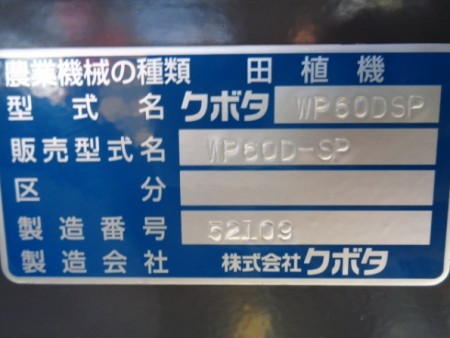 農業機械の種類 田植機
型式名 クボタ WP60DSP
販売型式名 WP60D-SP
区分
製造番号 52109
製造会社 株式会社クボタ